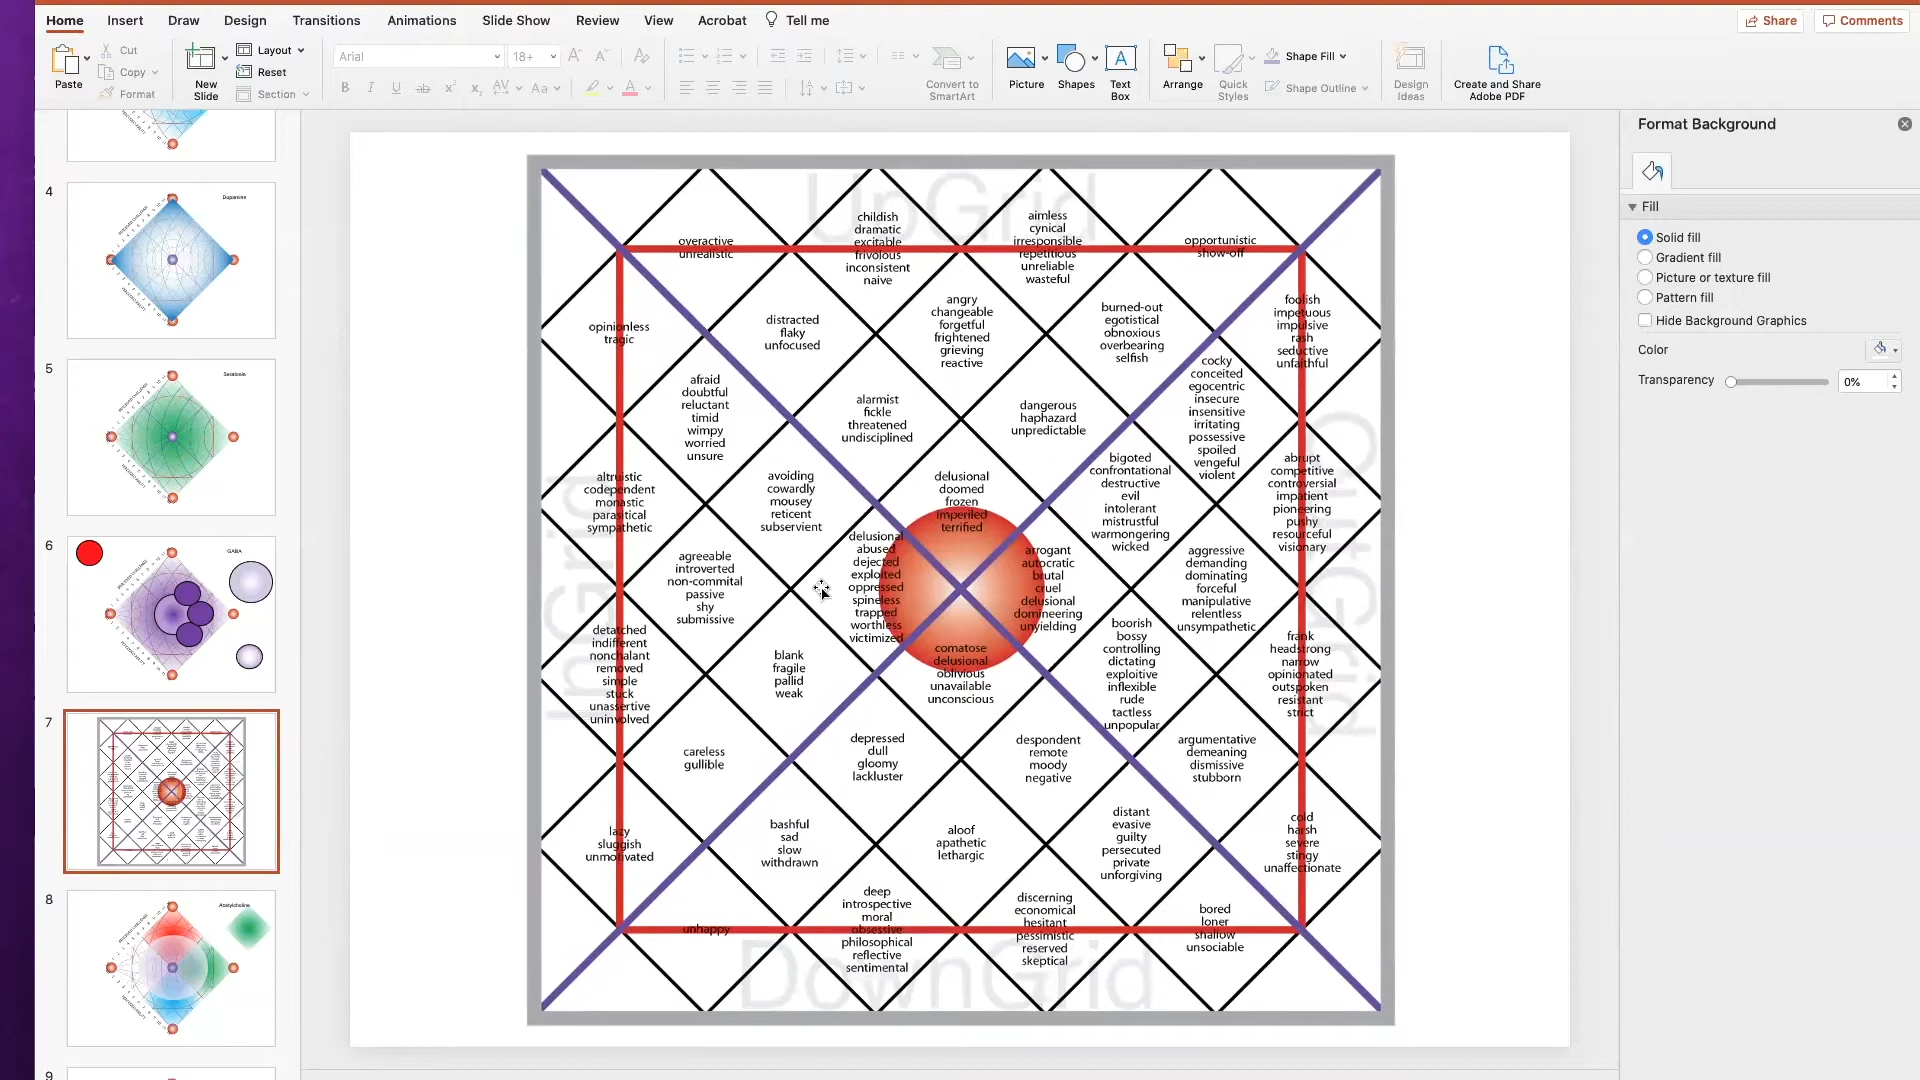 Home Insert Draw Design Transitions Animations Slide Show Review View Acrobat Tell me
Share Comments
Paste
Cut
Copy
Format
New
Slide
Layout
Reset
Section
Arial 18+
B I U ab x² x₂ AV Aa A
Convert to
SmartArt
Picture
Shapes
Text
Box
Arrange
Quick
Styles
Shape Fill
Shape Outline
Design
Ideas
Create and Share
Adobe PDF
4
Dopamine
5
6
GABA
7
8
Acetylcholine
9
UpGrid
overactive
unrealistic
childish
dramatic
excitable
frivolous
inconsistent
naive
aimless
cynical
irresponsible
repetitious
unreliable
wasteful
opportunistic
show-off
opinionless
tragic
distracted
flaky
unfocused
angry
changeable
forgetful
frightened
grieving
reactive
burned-out
egotistical
obnoxious
overbearing
selfish
foolish
impetuous
impulsive
rash
seductive
unfaithful
afraid
doubtful
reluctant
timid
wimpy
worried
unsure
alarmist
fickle
threatened
undisciplined
dangerous
haphazard
unpredictable
cocky
conceited
egocentric
insecure
insensitive
irritating
possessive
spoiled
vengeful
violent
altruistic
codependent
monastic
parasitical
sympathetic
avoiding
cowardly
mousey
reticent
subservient
delusional
doomed
frozen
imperiled
terrified
bigoted
confrontational
destructive
evil
intolerant
mistrustful
warmongering
wicked
abrupt
competitive
controversial
impatient
pioneering
pushy
resourceful
visionary
InGrid
agreeable
introverted
non-commital
passive
shy
submissive
delusional
abused
dejected
exploited
oppressed
spineless
trapped
worthless
victimized
arrogant
autocratic
brutal
cruel
delusional
domineering
unyielding
aggressive
demanding
dominating
forceful
manipulative
relentless
unsympathetic
OutGrid
detatched
indifferent
nonchalant
removed
simple
stuck
unassertive
uninvolved
blank
fragile
pallid
weak
comatose
delusional
oblivious
unavailable
unconscious
boorish
bossy
controlling
dictating
exploitive
inflexible
rude
tactless
unpopular
frank
headstrong
narrow
opinionated
outspoken
resistant
strict
careless
gullible
depressed
dull
gloomy
lackluster
despondent
remote
moody
negative
argumentative
demeaning
dismissive
stubborn
lazy
sluggish
unmotivated
bashful
sad
slow
withdrawn
aloof
apathetic
lethargic
distant
evasive
guilty
persecuted
private
unforgiving
cold
harsh
severe
stingy
unaffectionate
unhappy
deep
introspective
moral
obsessive
philosophical
reflective
sentimental
discerning
economical
hesitant
pessimistic
reserved
skeptical
bored
loner
shallow
unsociable
DownGrid
Format Background
Fill
Solid fill
Gradient fill
Picture or texture fill
Pattern fill
Hide Background Graphics
Color
Transparency 0%